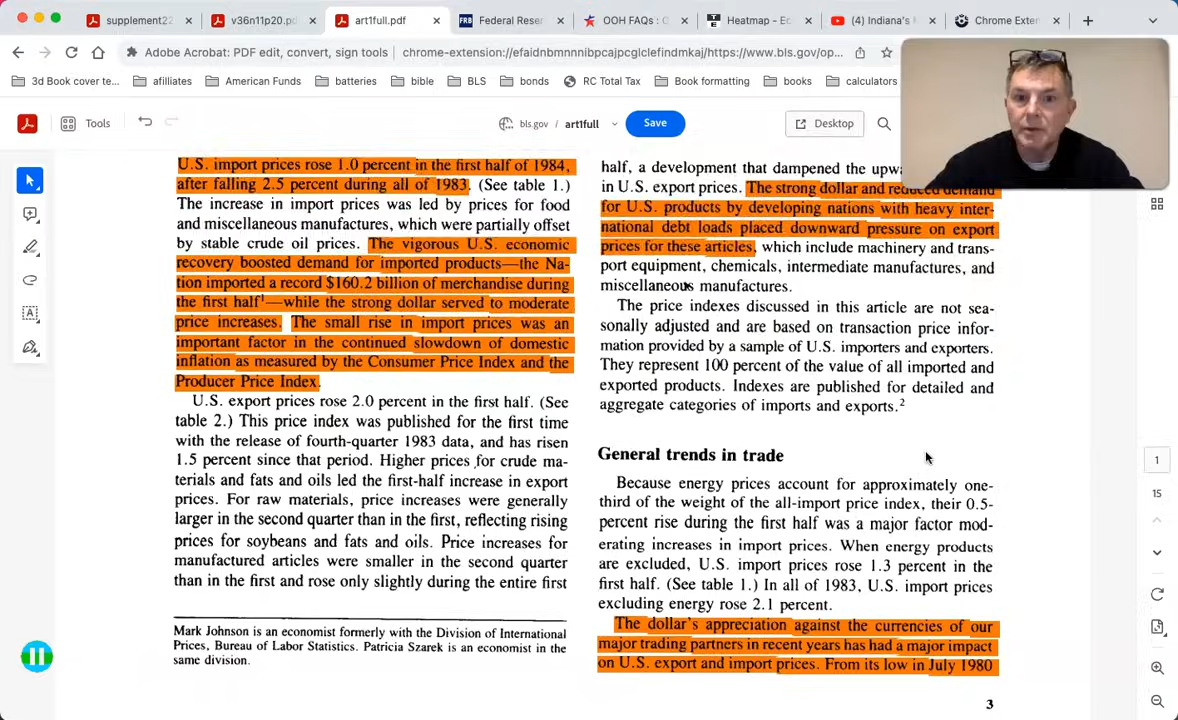 supplement22
v36n11p20.pd
art1full.pdf
Federal Reser
OOH FAQs : O
Heatmap - Ec
(4) Indiana's
Chrome Exten
Adobe Acrobat: PDF edit, convert, sign tools
chrome-extension://efaidnbmnnnibpcajpcglclefindmkaj/https://www.bls.gov/op...
3d Book cover te...
afiliates
American Funds
batteries
bible
BLS
bonds
RC Total Tax
Book formatting
books
calculators
Tools
bls.gov / art1full
Save
Desktop
U.S. import prices rose 1.0 percent in the first half of 1984,
after falling 2.5 percent during all of 1983. (See table 1.)
The increase in import prices was led by prices for food
and miscellaneous manufactures, which were partially offset
by stable crude oil prices. The vigorous U.S. economic
recovery boosted demand for imported products—the Na-
tion imported a record $160.2 billion of merchandise during
the first half¹—while the strong dollar served to moderate
price increases. The small rise in import prices was an
important factor in the continued slowdown of domestic
inflation as measured by the Consumer Price Index and the
Producer Price Index.
U.S. export prices rose 2.0 percent in the first half. (See
table 2.) This price index was published for the first time
with the release of fourth-quarter 1983 data, and has risen
1.5 percent since that period. Higher prices for crude ma-
terials and fats and oils led the first-half increase in export
prices. For raw materials, price increases were generally
larger in the second quarter than in the first, reflecting rising
prices for soybeans and fats and oils. Price increases for
manufactured articles were smaller in the second quarter
than in the first and rose only slightly during the entire first
Mark Johnson is an economist formerly with the Division of International
Prices, Bureau of Labor Statistics. Patricia Szarek is an economist in the
same division.
half, a development that dampened the upwa
in U.S. export prices. The strong dollar and reduced demand
for U.S. products by developing nations with heavy inter-
national debt loads placed downward pressure on export
prices for these articles, which include machinery and trans-
port equipment, chemicals, intermediate manufactures, and
miscellaneous manufactures.
The price indexes discussed in this article are not sea-
sonally adjusted and are based on transaction price infor-
mation provided by a sample of U.S. importers and exporters.
They represent 100 percent of the value of all imported and
exported products. Indexes are published for detailed and
aggregate categories of imports and exports.²
General trends in trade
Because energy prices account for approximately one-
third of the weight of the all-import price index, their 0.5-
percent rise during the first half was a major factor mod-
erating increases in import prices. When energy products
are excluded, U.S. import prices rose 1.3 percent in the
first half. (See table 1.) In all of 1983, U.S. import prices
excluding energy rose 2.1 percent.
The dollar's appreciation against the currencies of our
major trading partners in recent years has had a major impact
on U.S. export and import prices. From its low in July 1980
3
1
15